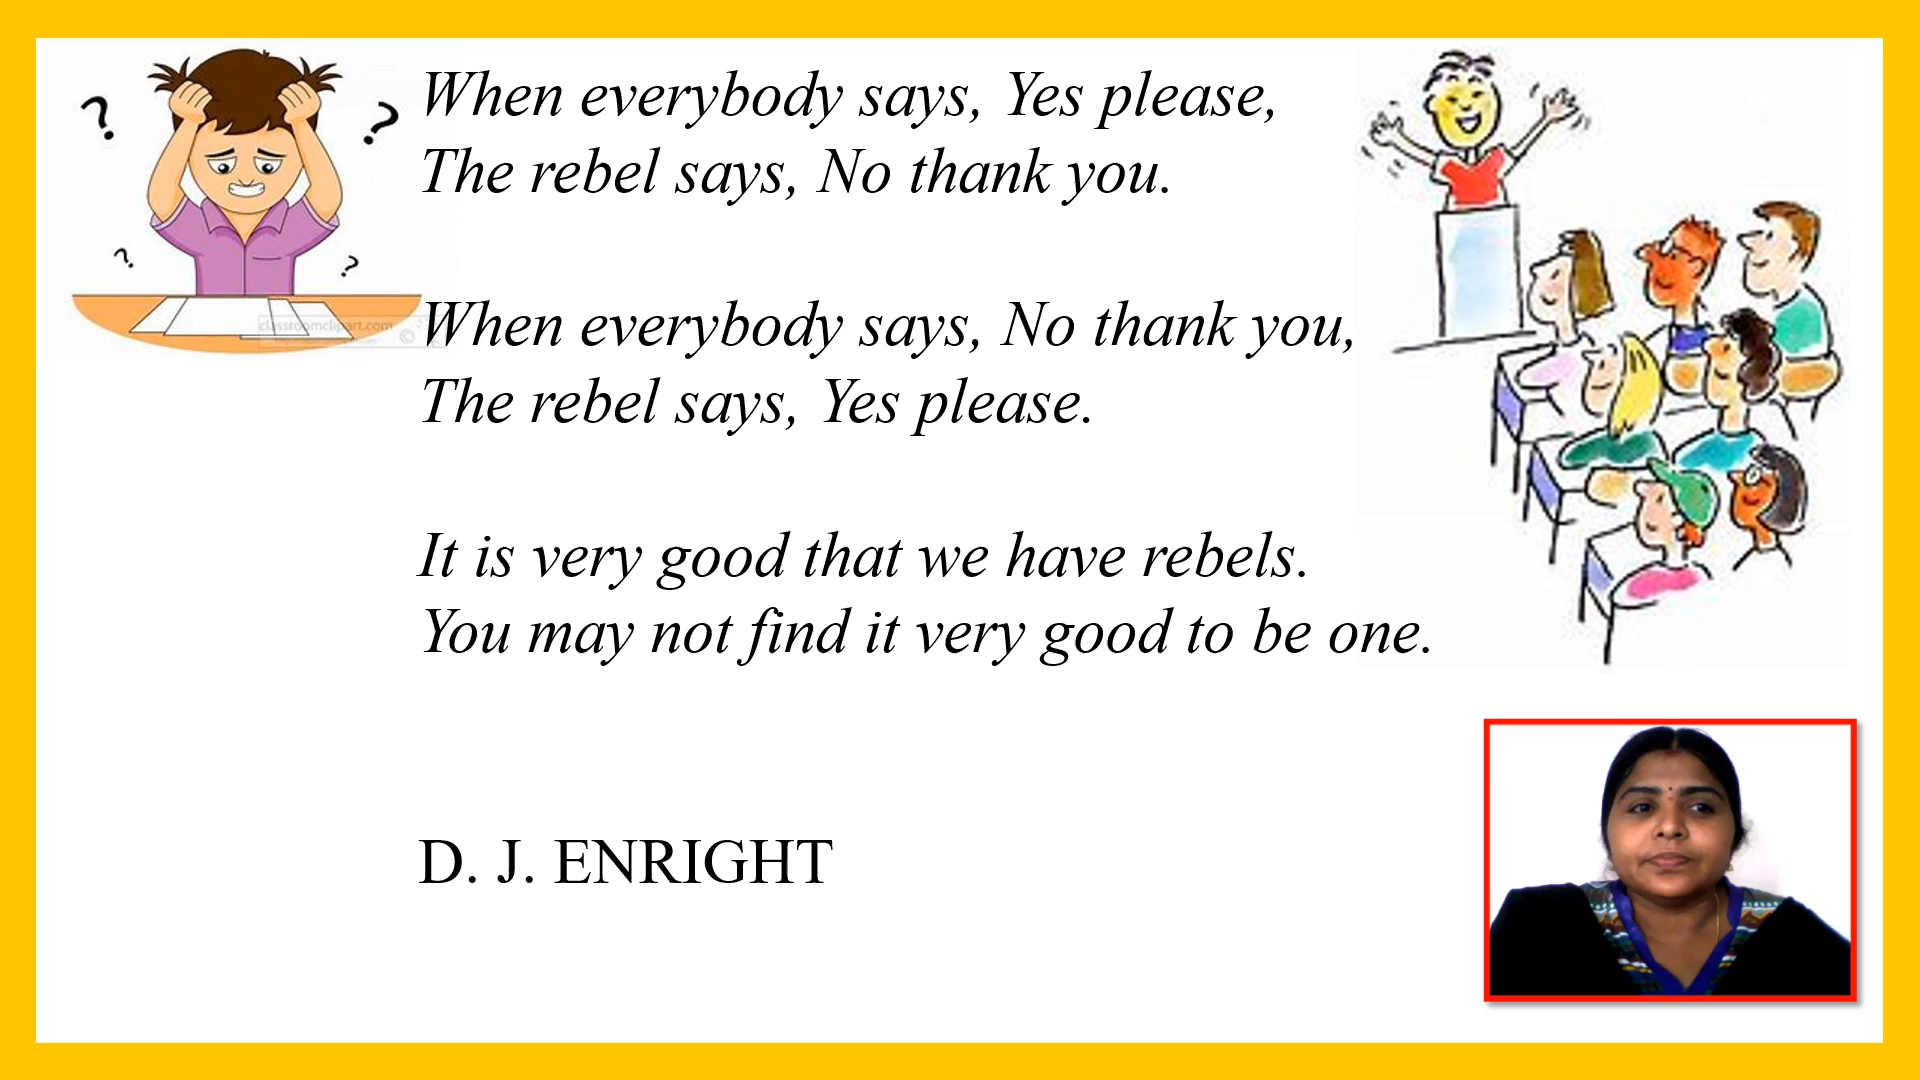 When everybody says, Yes please,
The rebel says, No thank you.
When everybody says, No thank you,
The rebel says, Yes please.
It is very good that we have rebels.
You may not find it very good to be one.
D. J. ENRIGHT
? ? ? ?
classroomclipart.com ©